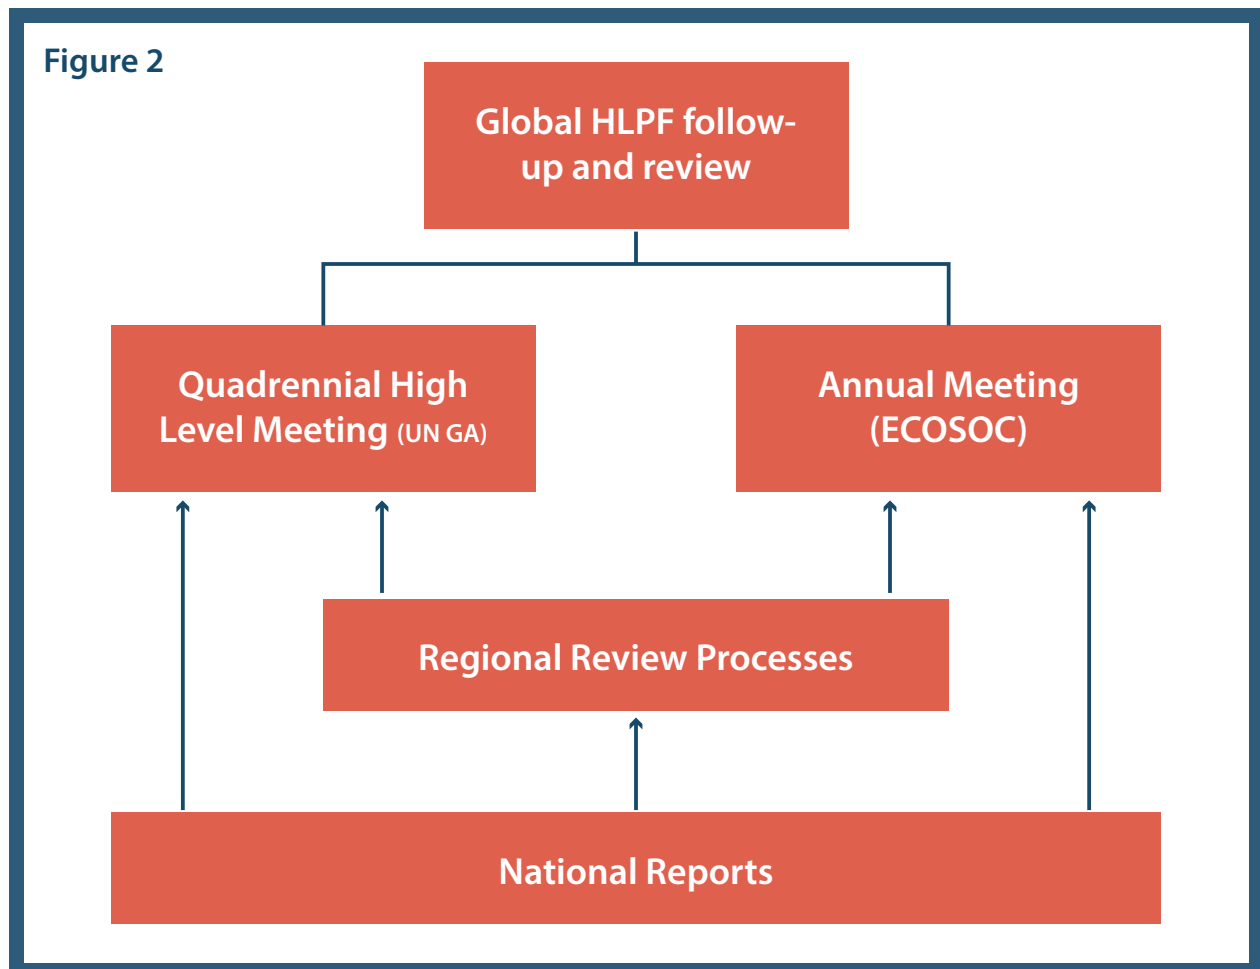 Figure 2
Global HLPF follow-
up and review
Quadrennial High
Level Meeting (UN GA)
Annual Meeting
(ECOSOC)
Regional Review Processes
National Reports